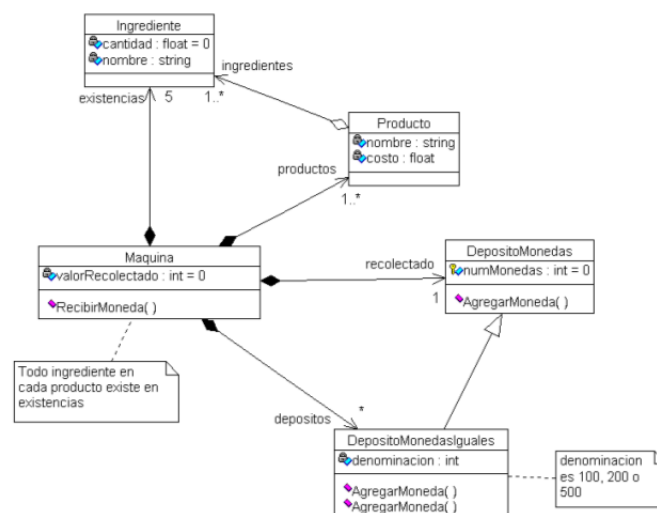 Ingrediente
cantidad : float = 0
nombre : string
ingredientes
existencias 5 1..*
Producto
nombre : string
costo : float
productos
1..*
Maquina
valorRecolectado : int = 0
RecibirMoneda( )
recolectado
1
DepositoMonedas
numMonedas : int = 0
AgregarMoneda( )
Todo ingrediente en
cada producto existe en
existencias
depositos
*
DepositoMonedasIguales
denominacion : int
AgregarMoneda( )
AgregarMoneda( )
denominacion
es 100, 200 o
500